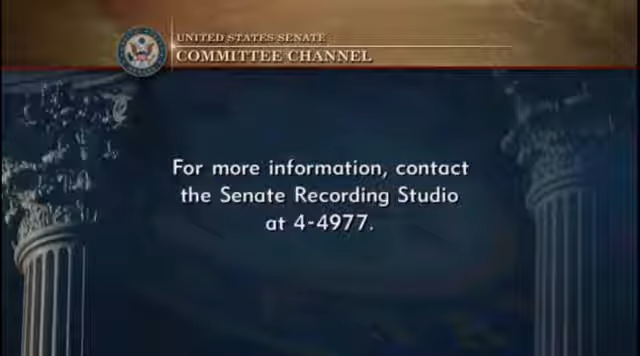 UNITED STATES SENATE
COMMITTEE CHANNEL
For more information, contact
the Senate Recording Studio
at 4-4977.